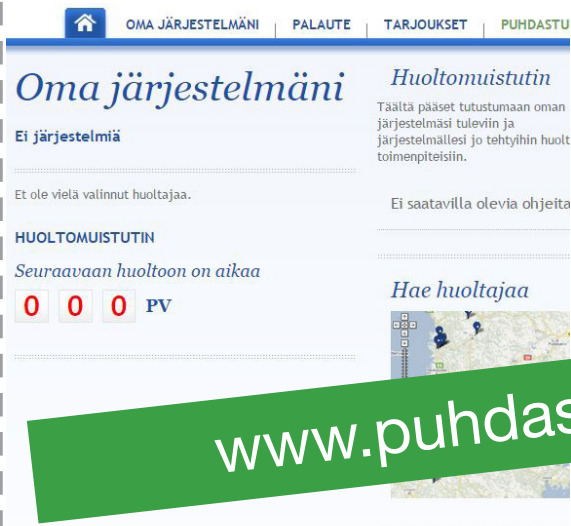 OMA JÄRJESTELMÄNI | PALAUTE | TARJOUKSET | PUHDASTU
Oma järjestelmäni
Ei järjestelmiä
Et ole vielä valinnut huoltajaa.
HUOLTOMUISTUTIN
Seuraavaan huoltoon on aikaa
0 0 0 PV
Huoltomuistutin
Täältä pääset tutustumaan oman
järjestelmäsi tuleviin ja
järjestelmällesi jo tehtyihin huolt
toimenpiteisiin.
Ei saatavilla olevia ohjeita
Hae huoltajaa
www.puhdas